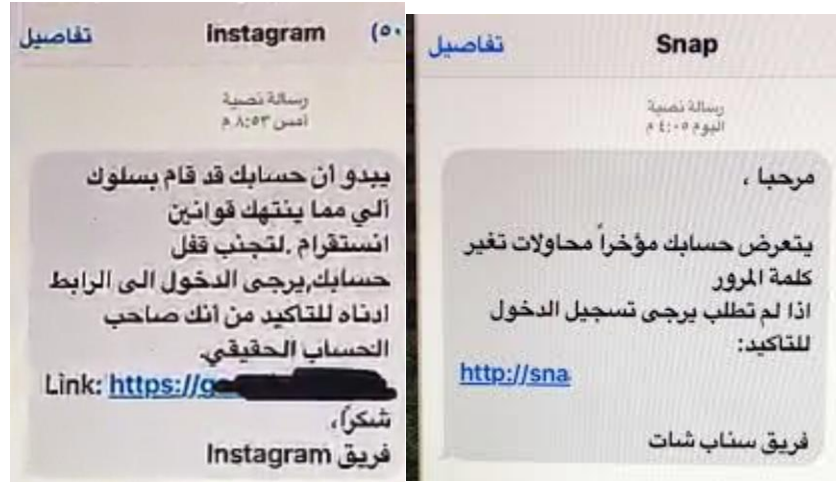 تفاصيل
Instagram
(٥٠
رسالة نصية
أمس ٨:٥٣ م
يبدو أن حسابك قد قام بسلوك
آلي مما ينتهك قوانين
انستقرام .لتجنب قفل
حسابك,يرجى الدخول الى الرابط
ادناه للتاكيد من أنك صاحب
الحساب الحقيقي.
Link: https://g
شكراً،
فريق Instagram
تفاصيل
Snap
رسالة نصية
اليوم ٤:٠٥ م
مرحبا ،
يتعرض حسابك مؤخراً محاولات تغير
كلمة المرور
اذا لم تطلب يرجى تسجيل الدخول
للتاكيد:
http://sna
فريق سناب شات